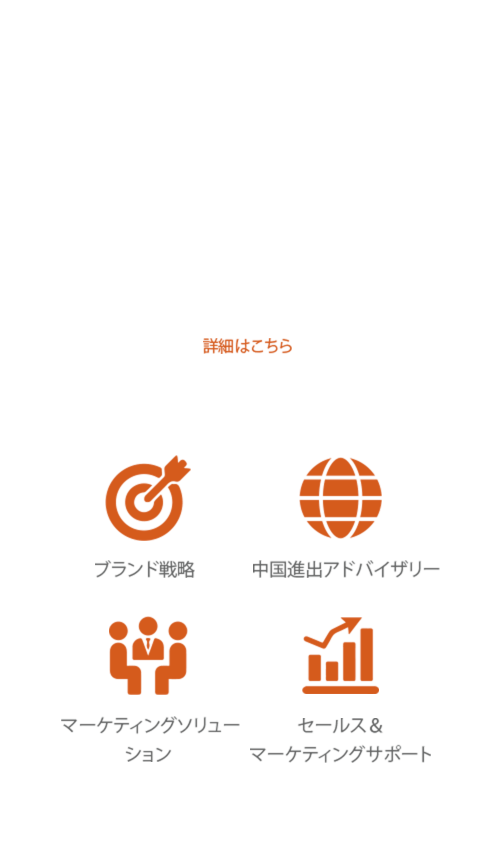 詳細はこちら
ブランド戦略
中国進出アドバイザリー
マーケティングソリュー
ション
セールス＆
マーケティングサポート